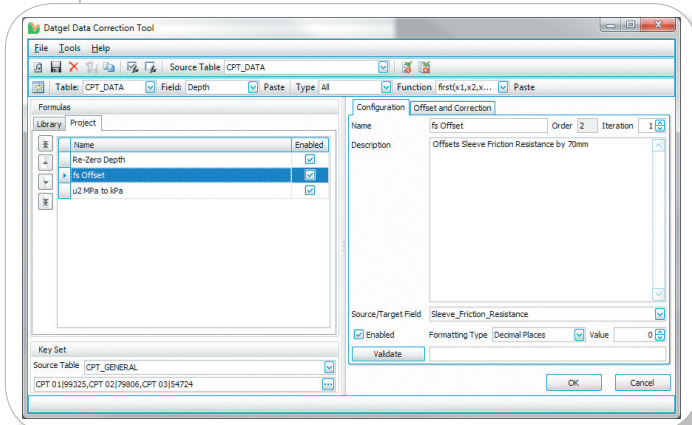 Datgel Data Correction Tool
File Tools Help
Source Table CPT_DATA
Table: CPT_DATA Field: Depth Paste Type All Function first(x1,x2,x... Paste
Formulas
Library Project
Name Enabled
Re-Zero Depth
fs Offset
u2 MPa to kPa
Key Set
Source Table CPT_GENERAL
CPT 01|99325,CPT 02|79806,CPT 03|54724
Configuration Offset and Correction
Name fs Offset Order 2 Iteration 1
Description Offsets Sleeve Friction Resistance by 70mm
Source/Target Field Sleeve_Friction_Resistance
Enabled Formatting Type Decimal Places Value 0
Validate
OK Cancel